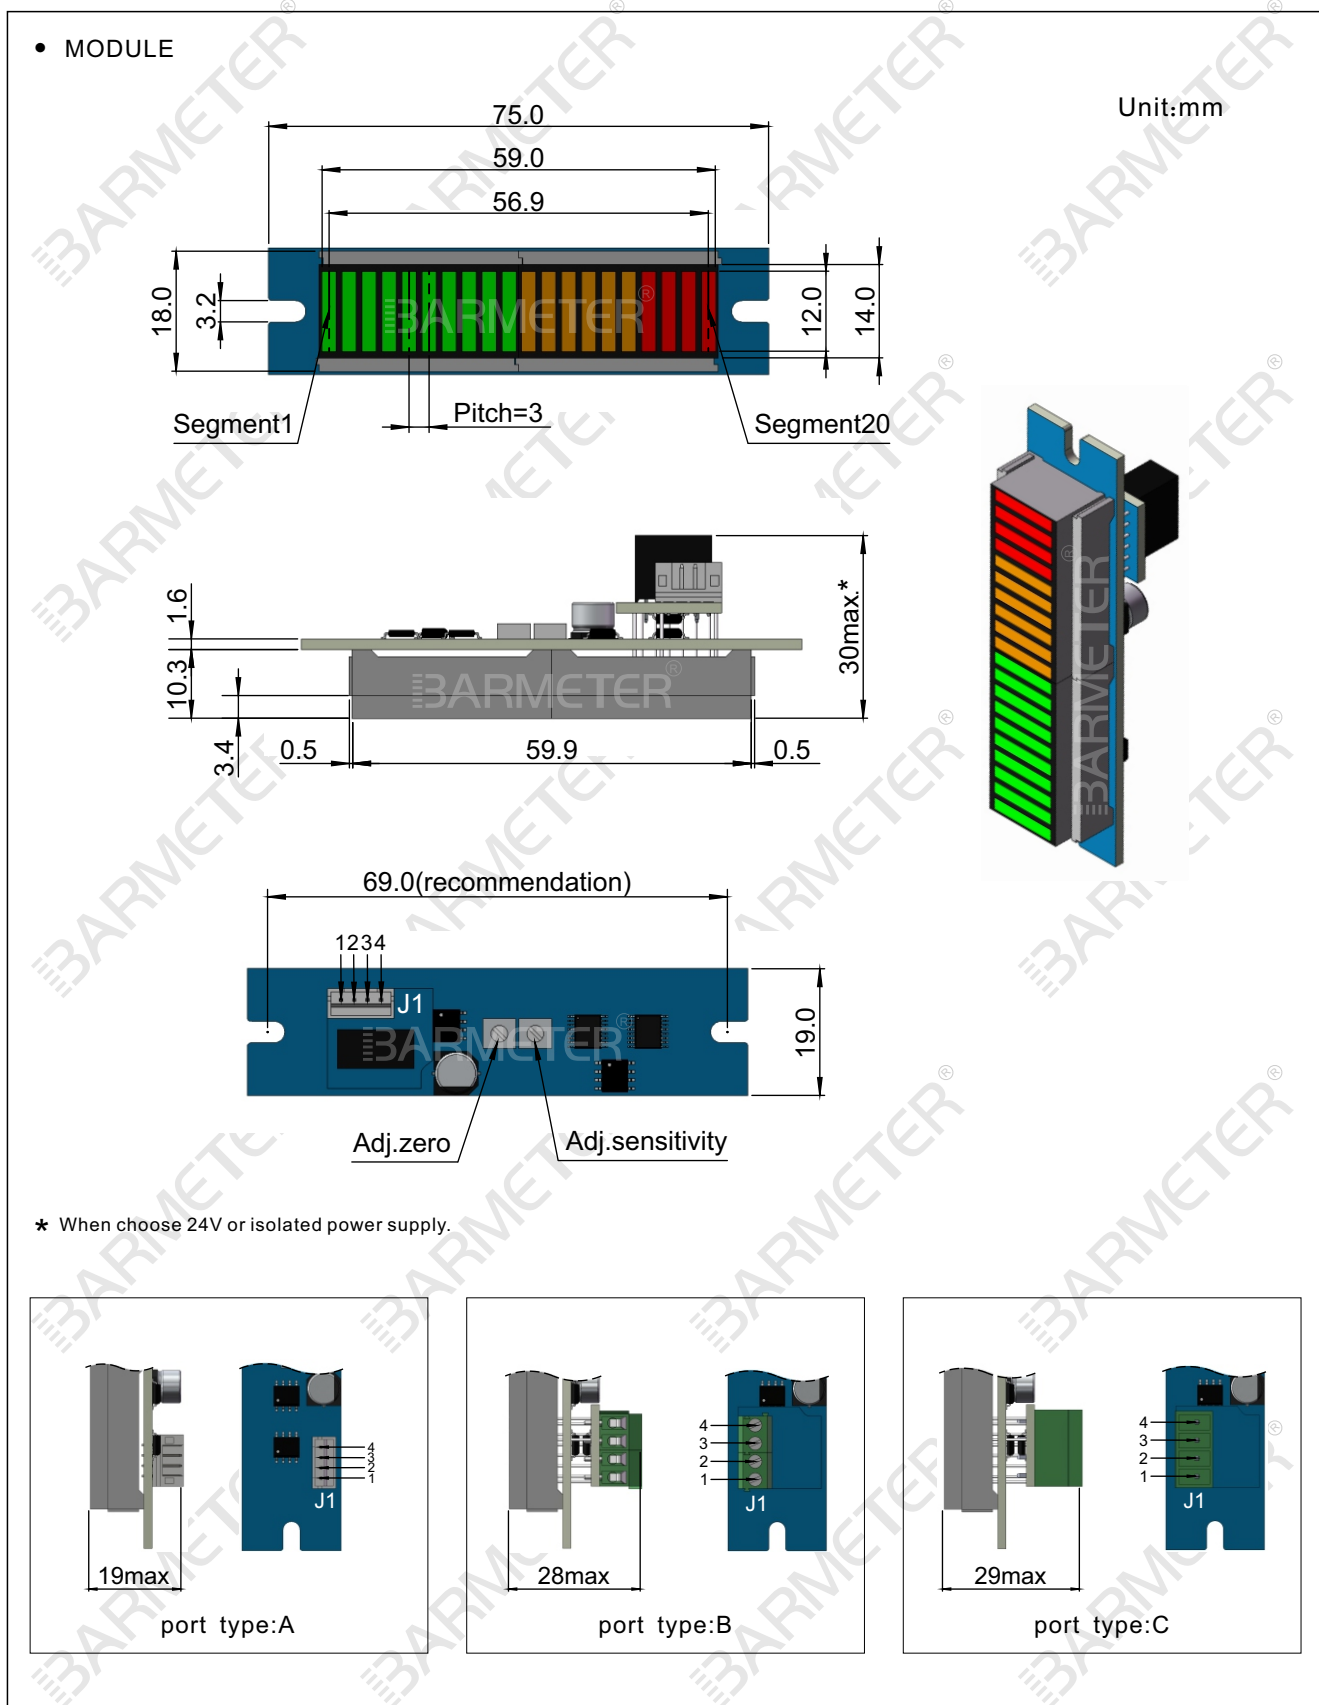 • MODULE
Unit:mm
75.0
59.0
56.9
18.0
3.2
12.0
14.0
BARMETER®
Segment1
Pitch=3
Segment20
1.6
10.3
3.4
30max.*
BARMETER®
0.5
59.9
0.5
BARMETER®
69.0(recommendation)
1234
J1
BARMETER®
19.0
Adj.zero
Adj.sensitivity
* When choose 24V or isolated power supply.
4
3
2
1
J1
19max
port type:A
4
3
2
1
J1
28max
port type:B
4
3
2
1
J1
29max
port type:C